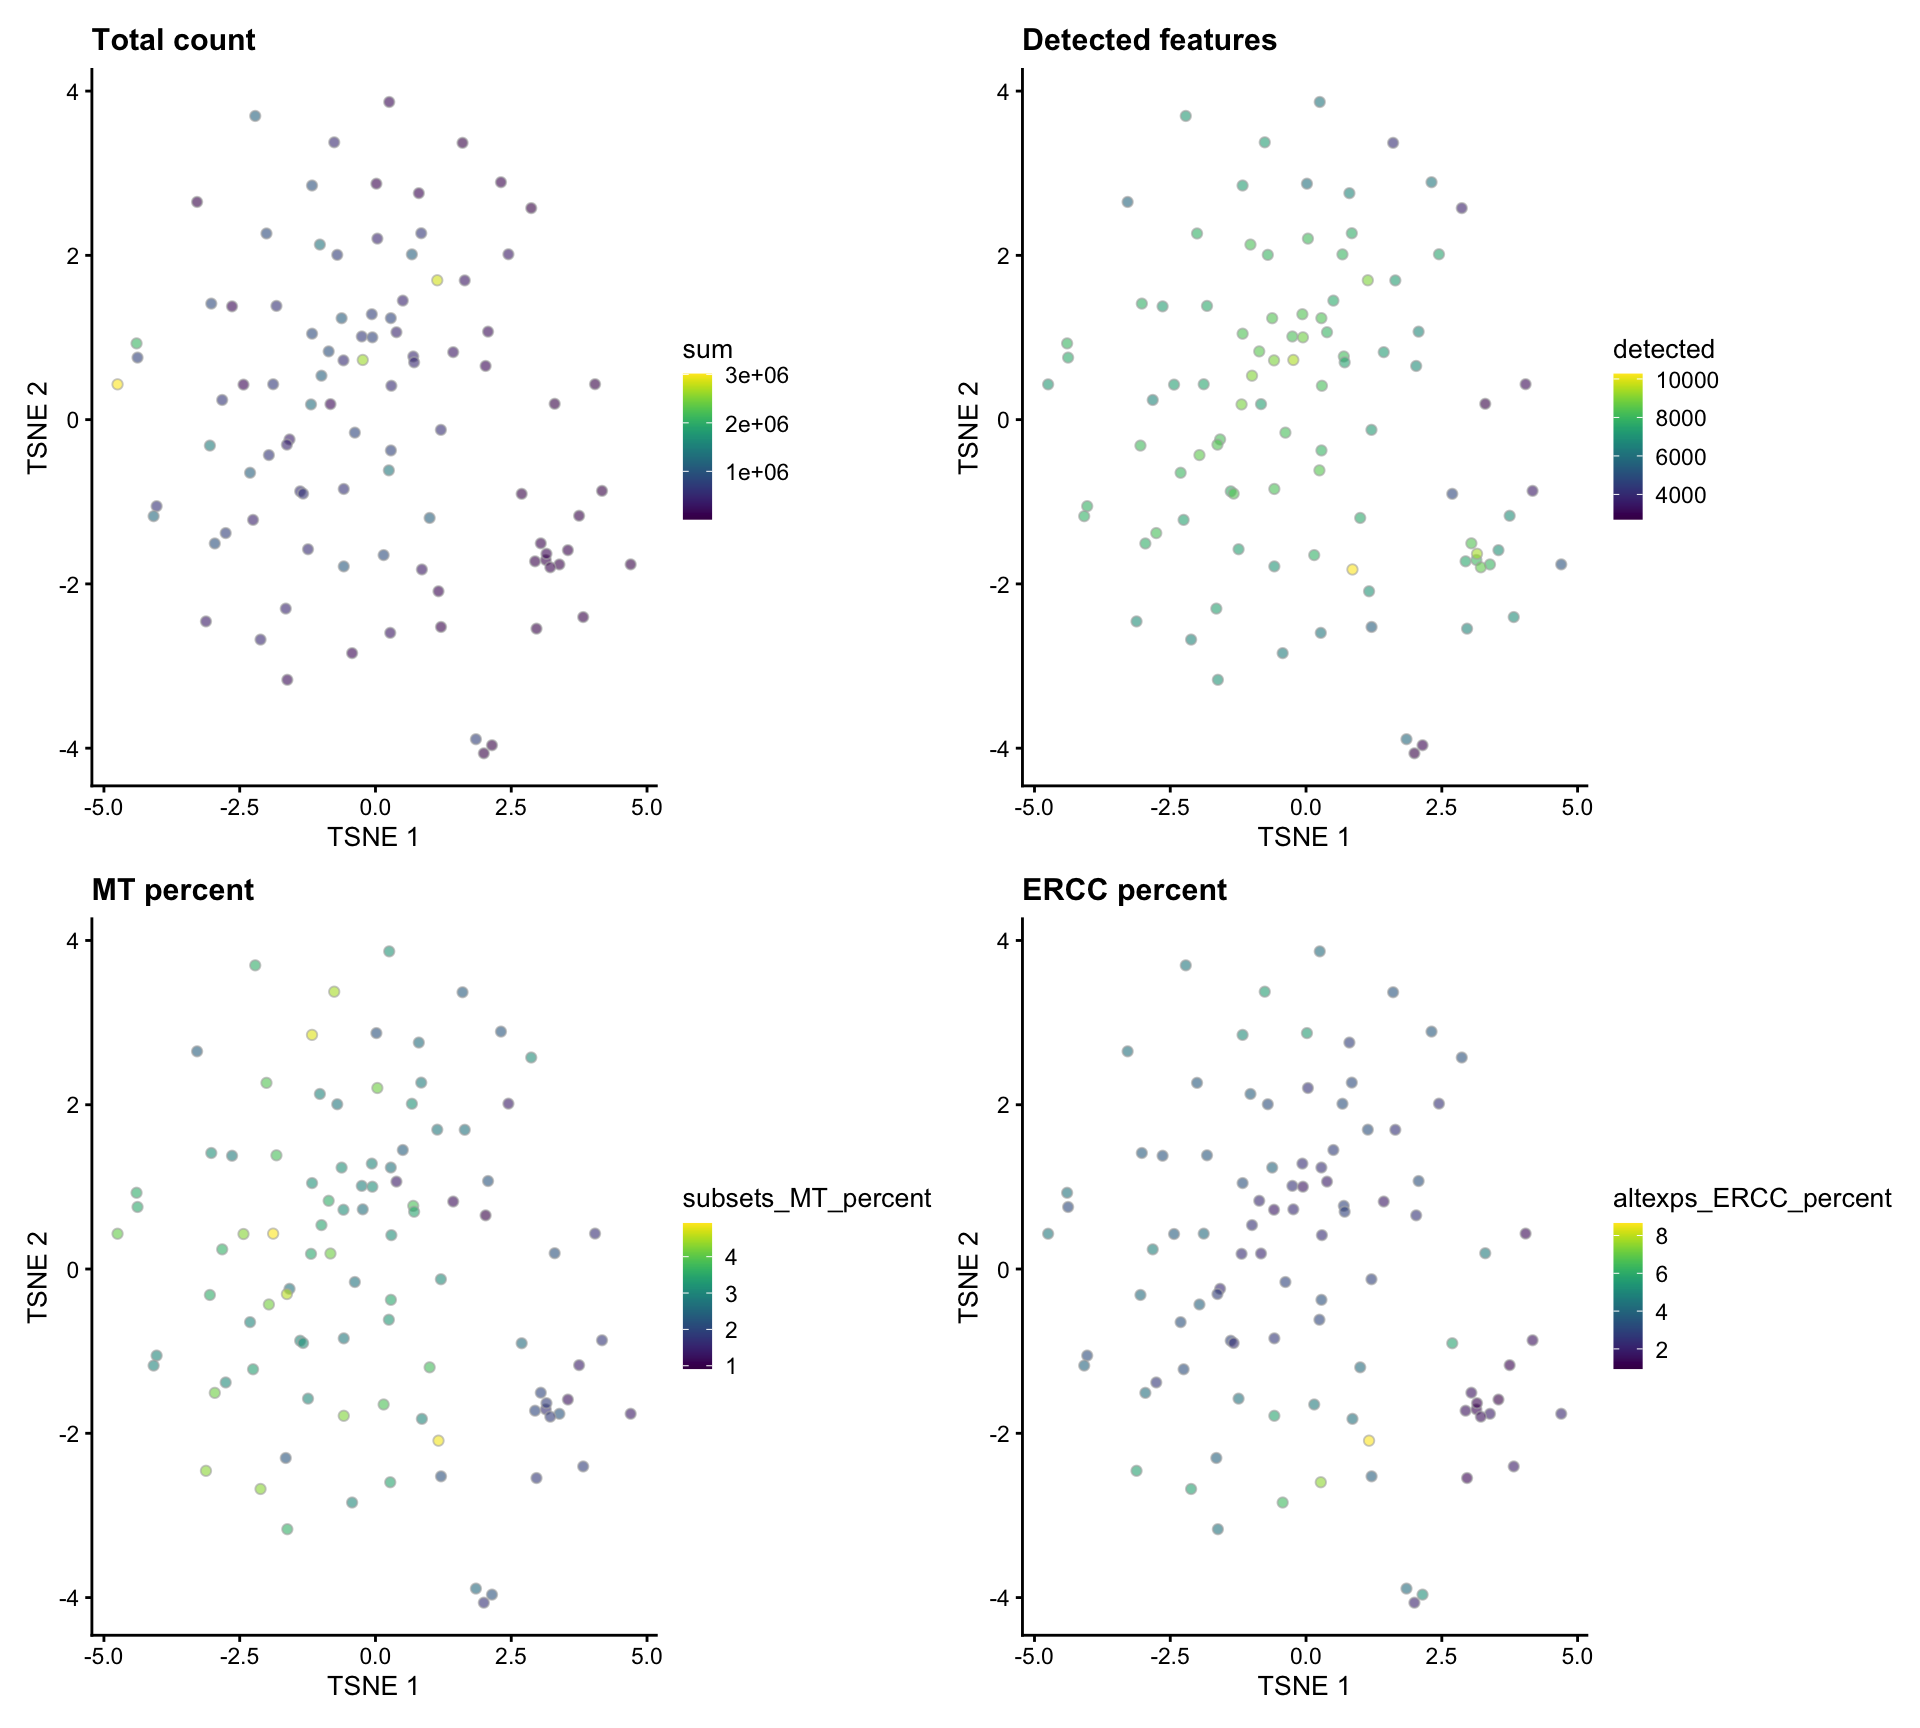 Total count
4
2
0
-2
-4
TSNE 2
-5.0 -2.5 0.0 2.5 5.0
TSNE 1
sum
3e+06
2e+06
1e+06
Detected features
4
2
0
-2
-4
TSNE 2
-5.0 -2.5 0.0 2.5 5.0
TSNE 1
detected
10000
8000
6000
4000
MT percent
4
2
0
-2
-4
TSNE 2
-5.0 -2.5 0.0 2.5 5.0
TSNE 1
subsets_MT_percent
4
3
2
1
ERCC percent
4
2
0
-2
-4
TSNE 2
-5.0 -2.5 0.0 2.5 5.0
TSNE 1
altexps_ERCC_percent
8
6
4
2